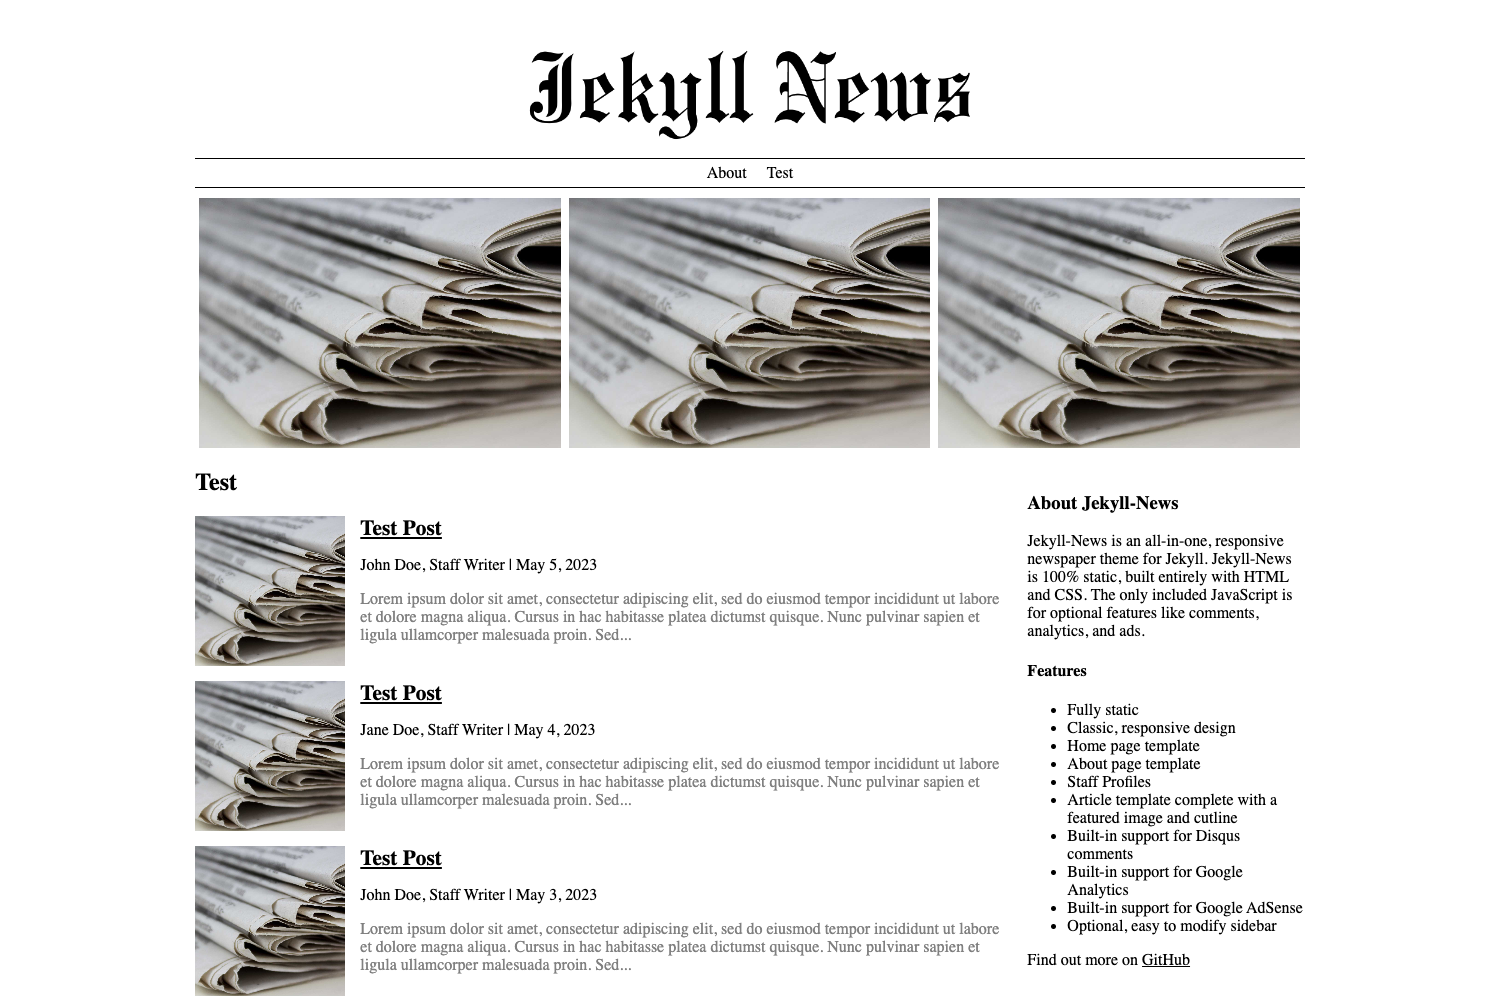 Jekyll News
About Test
Test
Test Post
John Doe, Staff Writer | May 5, 2023
Lorem ipsum dolor sit amet, consectetur adipiscing elit, sed do eiusmod tempor incididunt ut labore
et dolore magna aliqua. Cursus in hac habitasse platea dictumst quisque. Nunc pulvinar sapien et
ligula ullamcorper malesuada proin. Sed...
Test Post
Jane Doe, Staff Writer | May 4, 2023
Lorem ipsum dolor sit amet, consectetur adipiscing elit, sed do eiusmod tempor incididunt ut labore
et dolore magna aliqua. Cursus in hac habitasse platea dictumst quisque. Nunc pulvinar sapien et
ligula ullamcorper malesuada proin. Sed...
Test Post
John Doe, Staff Writer | May 3, 2023
Lorem ipsum dolor sit amet, consectetur adipiscing elit, sed do eiusmod tempor incididunt ut labore
et dolore magna aliqua. Cursus in hac habitasse platea dictumst quisque. Nunc pulvinar sapien et
ligula ullamcorper malesuada proin. Sed...
About Jekyll-News
Jekyll-News is an all-in-one, responsive
newspaper theme for Jekyll. Jekyll-News
is 100% static, built entirely with HTML
and CSS. The only included JavaScript is
for optional features like comments,
analytics, and ads.
Features
• Fully static
• Classic, responsive design
• Home page template
• About page template
• Staff Profiles
• Article template complete with a
featured image and cutline
• Built-in support for Disqus
comments
• Built-in support for Google
Analytics
• Built-in support for Google AdSense
• Optional, easy to modify sidebar
Find out more on GitHub